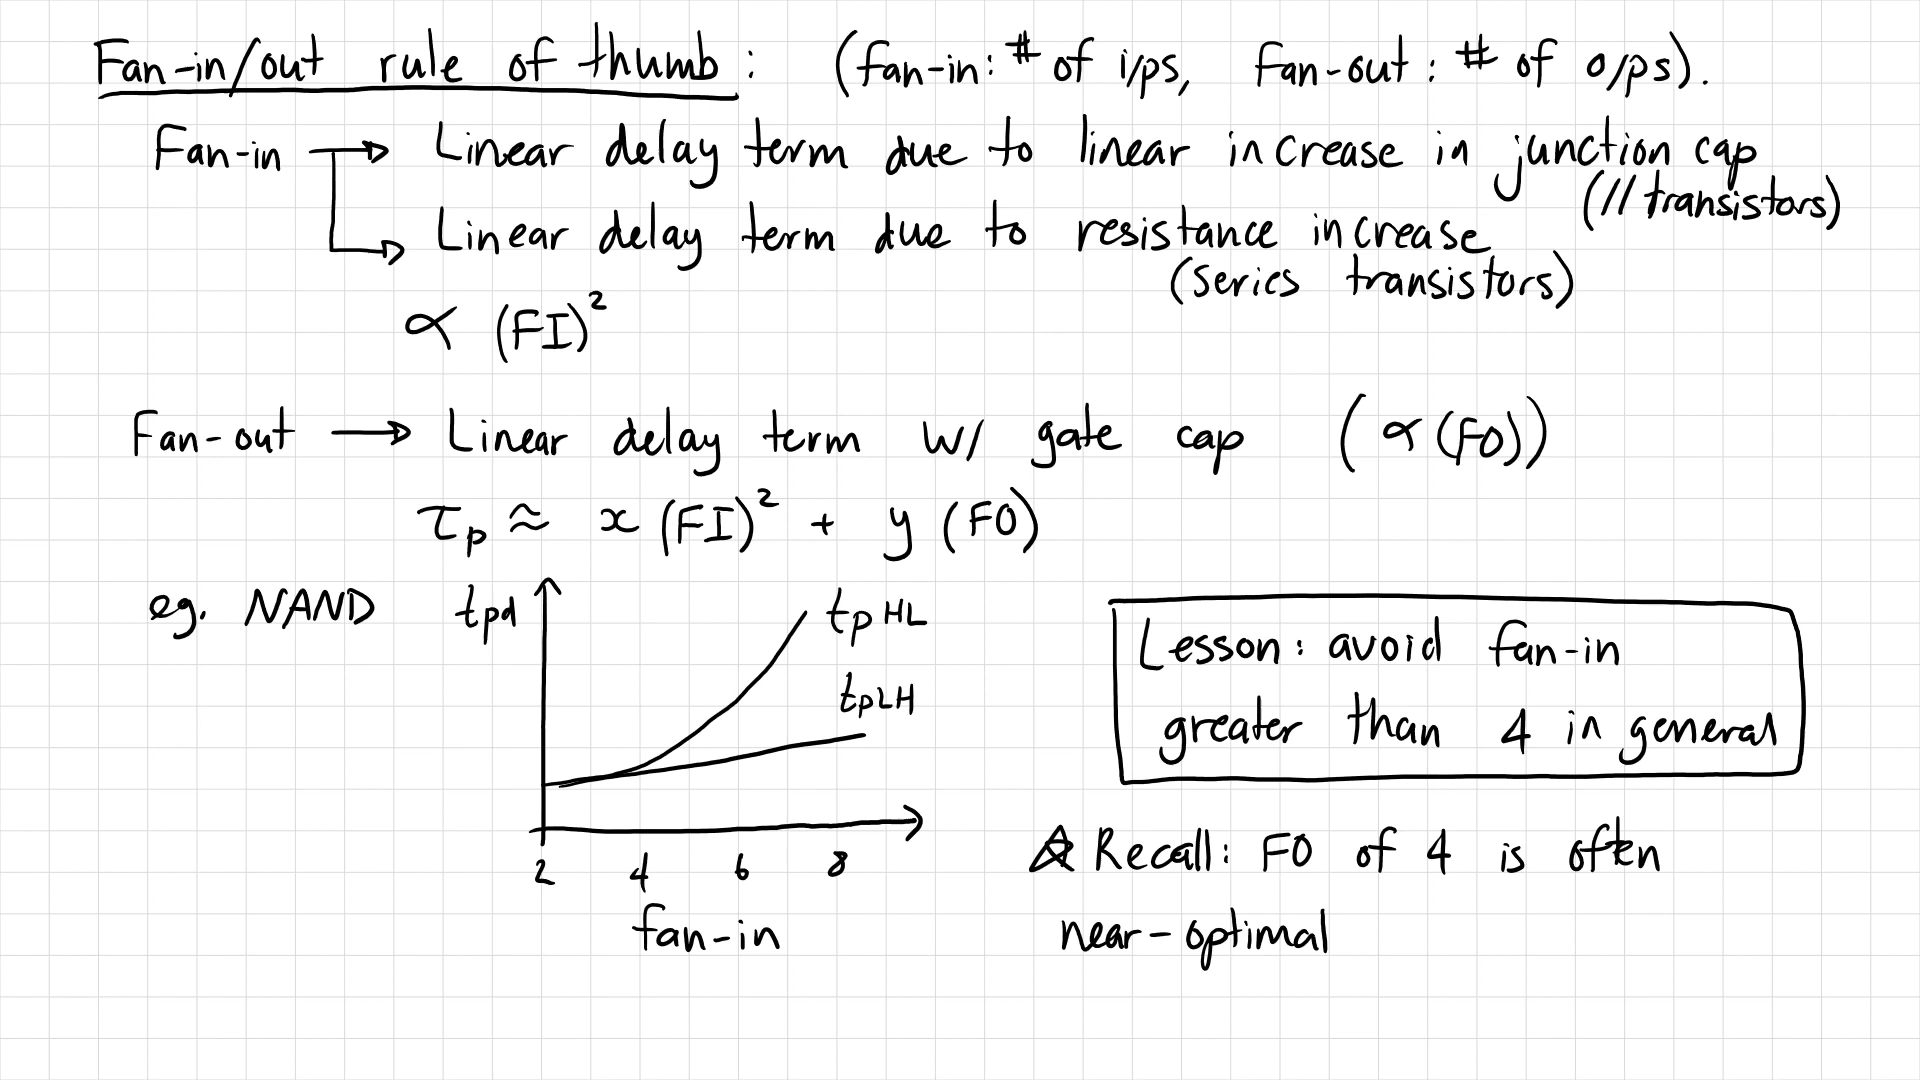 Fan-in/out rule of thumb: (fan-in: # of i/ps, fan-out: # of o/ps).
Fan-in → Linear delay term due to linear increase in junction cap
(// transistors)
→ Linear delay term due to resistance increase
(series transistors)
∝ (FI)²
Fan-out → Linear delay term w/ gate cap (∝ (FO))
τp ≈ x (FI)² + y (FO)
eg. NAND tpd
tpHL
tpLH
2 4 6 8
fan-in
Lesson: avoid fan-in
greater than 4 in general
☆ Recall: FO of 4 is often
near-optimal